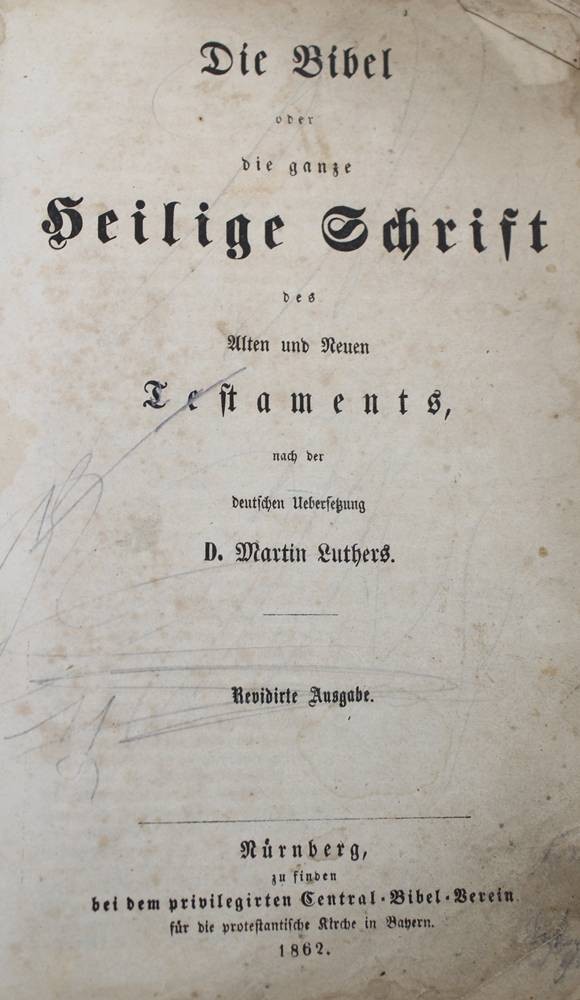 Die Bibel
oder
die ganze
Heilige Schrift
des
Alten und Neuen
Testaments,
nach der
deutschen Uebersetzung
D. Martin Luthers.
Revidirte Ausgabe.
Nürnberg,
zu finden
bei dem privilegirten Central-Bibel-Verein
für die protestantische Kirche in Bayern.
1862.